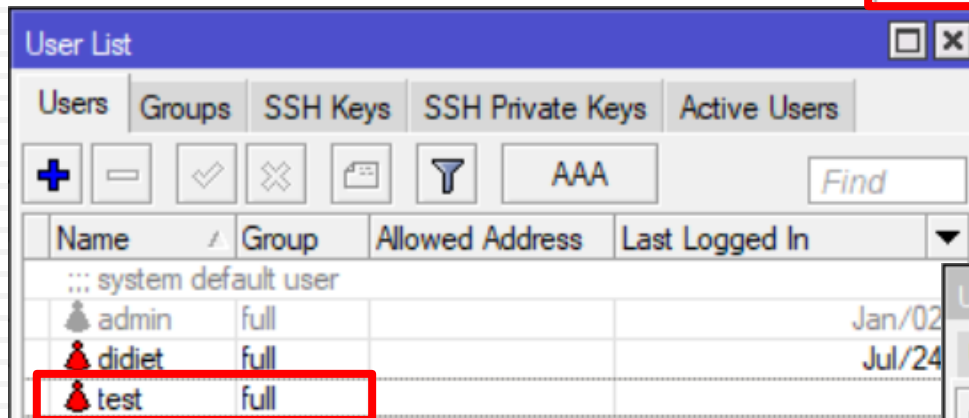 User List
Users Groups SSH Keys SSH Private Keys Active Users
AAA Find
Name Group Allowed Address Last Logged In
;;; system default user
admin full Jan/02
didiet full Jul/24
test full